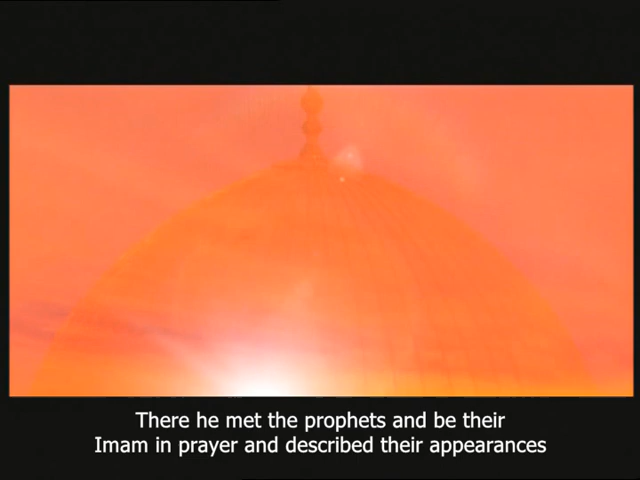 There he met the prophets and be their
Imam in prayer and described their appearances